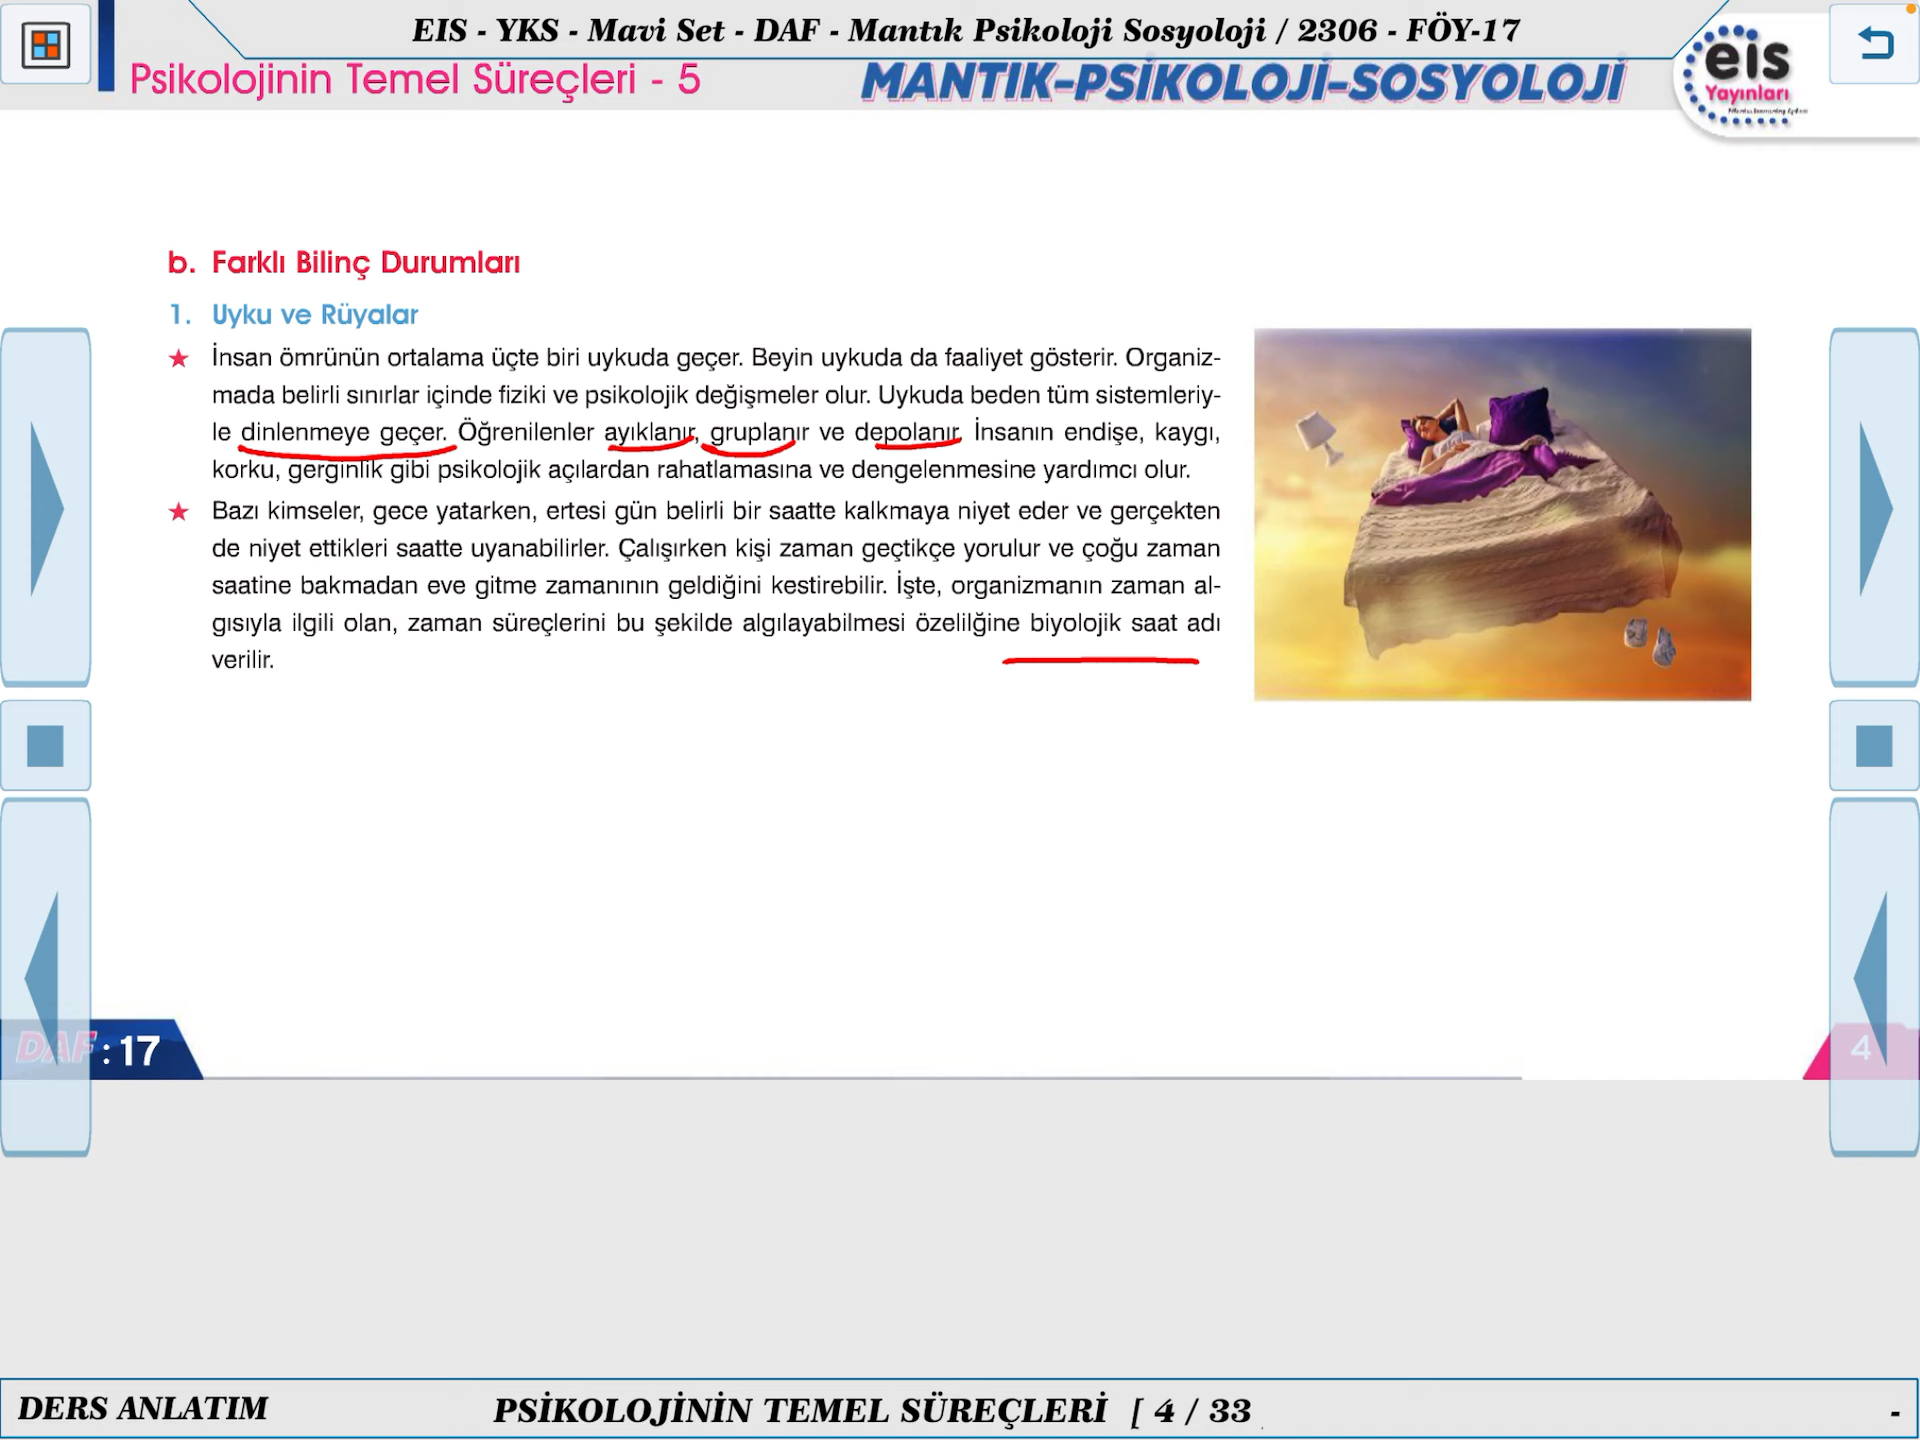 EIS - YKS - Mavi Set - DAF - Mantık Psikoloji Sosyoloji / 2306 - FÖY-17
Psikolojinin Temel Süreçleri - 5
MANTIK-PSİKOLOJİ-SOSYOLOJİ
eis
Yayınları
b. Farklı Bilinç Durumları
1. Uyku ve Rüyalar
★ İnsan ömrünün ortalama üçte biri uykuda geçer. Beyin uykuda da faaliyet gösterir. Organiz-
mada belirli sınırlar içinde fiziki ve psikolojik değişmeler olur. Uykuda beden tüm sistemleriy-
le dinlenmeye geçer. Öğrenilenler ayıklanır, gruplanır ve depolanır. İnsanın endişe, kaygı,
korku, gerginlik gibi psikolojik açılardan rahatlamasına ve dengelenmesine yardımcı olur.
★ Bazı kimseler, gece yatarken, ertesi gün belirli bir saatte kalkmaya niyet eder ve gerçekten
de niyet ettikleri saatte uyanabilirler. Çalışırken kişi zaman geçtikçe yorulur ve çoğu zaman
saatine bakmadan eve gitme zamanının geldiğini kestirebilir. İşte, organizmanın zaman al-
gısıyla ilgili olan, zaman süreçlerini bu şekilde algılayabilmesi özelilğine biyolojik saat adı
verilir.
DAF : 17
4
DERS ANLATIM
PSİKOLOJİNİN TEMEL SÜREÇLERİ [ 4 / 33
-